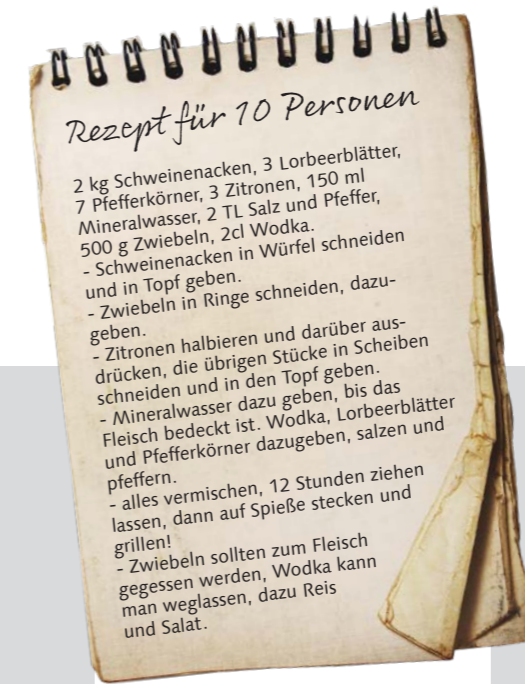 Rezept für 10 Personen
2 kg Schweinenacken, 3 Lorbeerblätter,
7 Pfefferkörner, 3 Zitronen, 150 ml
Mineralwasser, 2 TL Salz und Pfeffer,
500 g Zwiebeln, 2cl Wodka.
- Schweinenacken in Würfel schneiden
und in Topf geben.
- Zwiebeln in Ringe schneiden, dazu-
geben.
- Zitronen halbieren und darüber aus-
drücken, die übrigen Stücke in Scheiben
schneiden und in den Topf geben.
- Mineralwasser dazu geben, bis das
Fleisch bedeckt ist. Wodka, Lorbeerblätter
und Pfefferkörner dazugeben, salzen und
pfeffern.
- alles vermischen, 12 Stunden ziehen
lassen, dann auf Spieße stecken und
grillen!
- Zwiebeln sollten zum Fleisch
gegessen werden, Wodka kann
man weglassen, dazu Reis
und Salat.